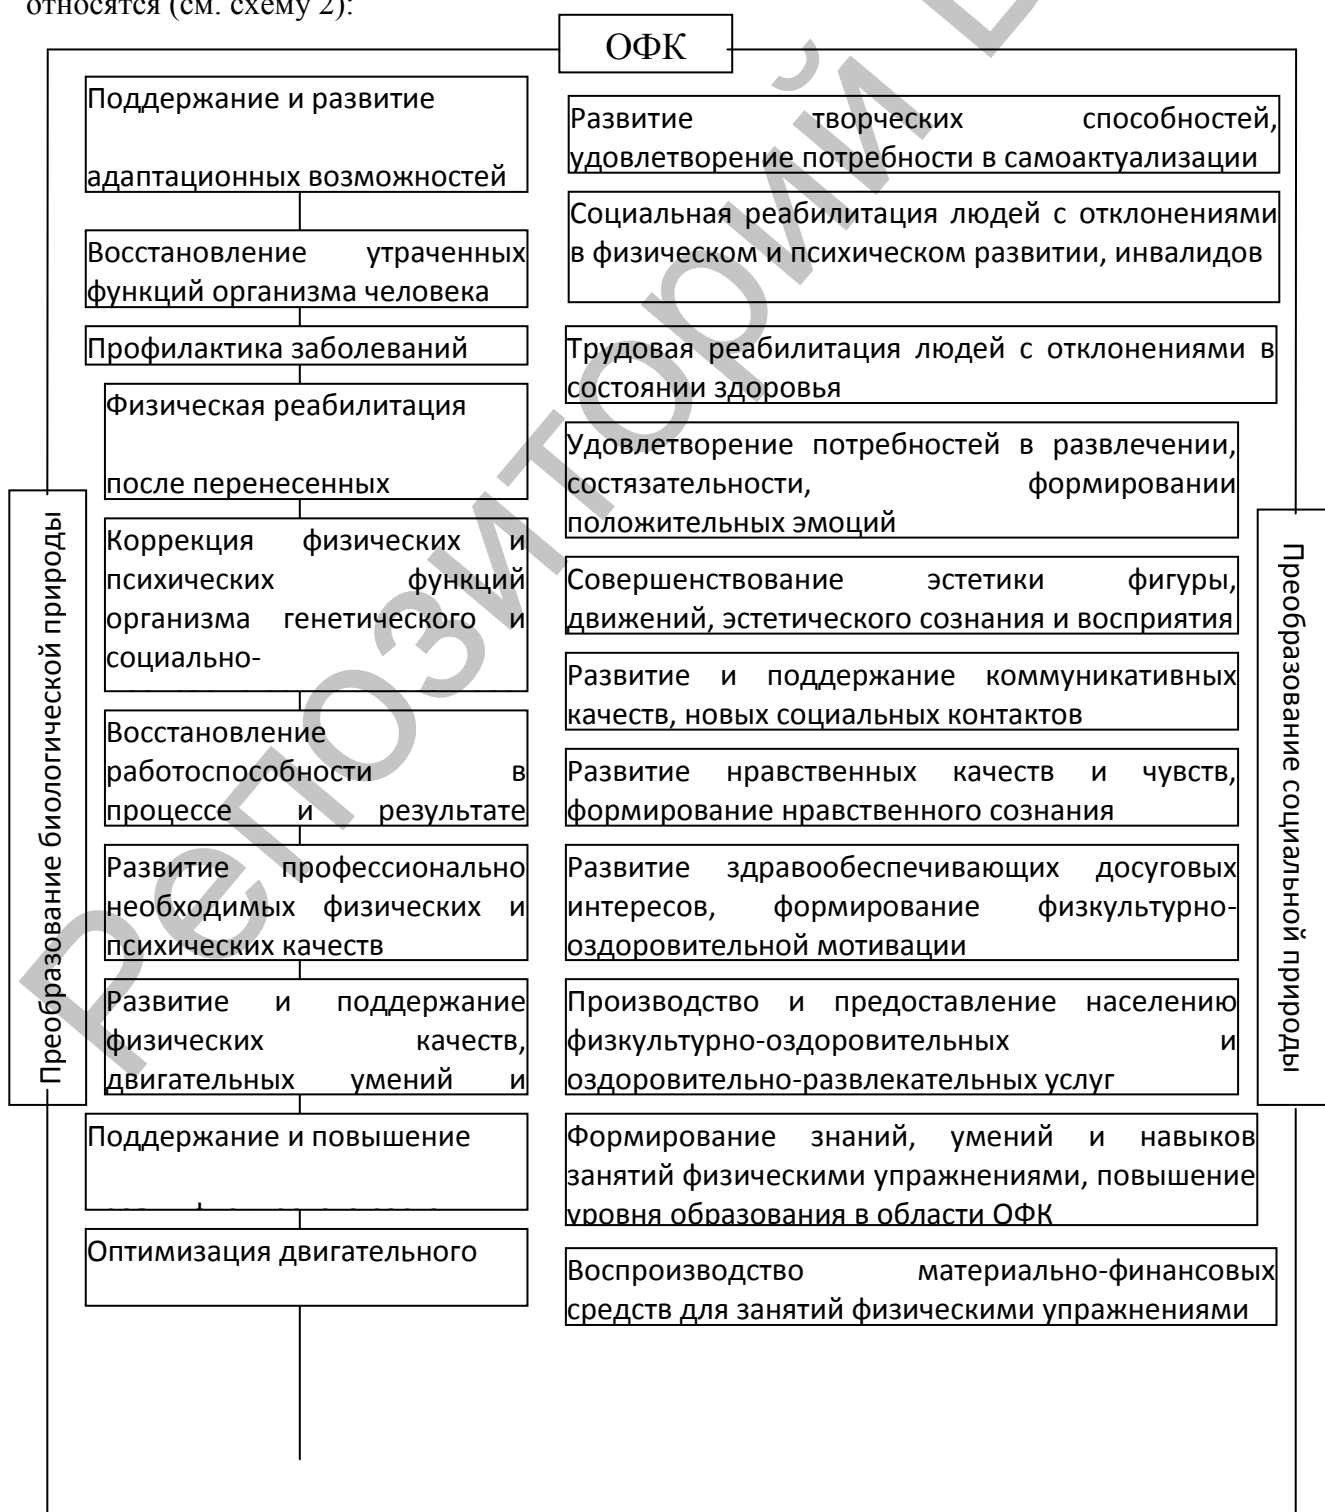 относятся (см. схему 2):
ОФК
Поддержание и развитие
адаптационных возможностей
Восстановление утраченных
функций организма человека
Профилактика заболеваний
Физическая реабилитация
после перенесенных
Коррекция физических и
психических функций
организма генетического и
социально-
Восстановление
работоспособности в
процессе и результате
Развитие профессионально
необходимых физических и
психических качеств
Развитие и поддержание
физических качеств,
двигательных умений и
Поддержание и повышение
Оптимизация двигательного
Преобразование биологической природы
Развитие творческих способностей,
удовлетворение потребности в самоактуализации
Социальная реабилитация людей с отклонениями
в физическом и психическом развитии, инвалидов
Трудовая реабилитация людей с отклонениями в
состоянии здоровья
Удовлетворение потребностей в развлечении,
состязательности, формировании
положительных эмоций
Совершенствование эстетики фигуры,
движений, эстетического сознания и восприятия
Развитие и поддержание коммуникативных
качеств, новых социальных контактов
Развитие нравственных качеств и чувств,
формирование нравственного сознания
Развитие здравообеспечивающих досуговых
интересов, формирование физкультурно-
оздоровительной мотивации
Производство и предоставление населению
физкультурно-оздоровительных и
оздоровительно-развлекательных услуг
Формирование знаний, умений и навыков
занятий физическими упражнениями, повышение
уровня образования в области ОФК
Воспроизводство материально-финансовых
средств для занятий физическими упражнениями
Преобразование социальной природы
Репозиторий